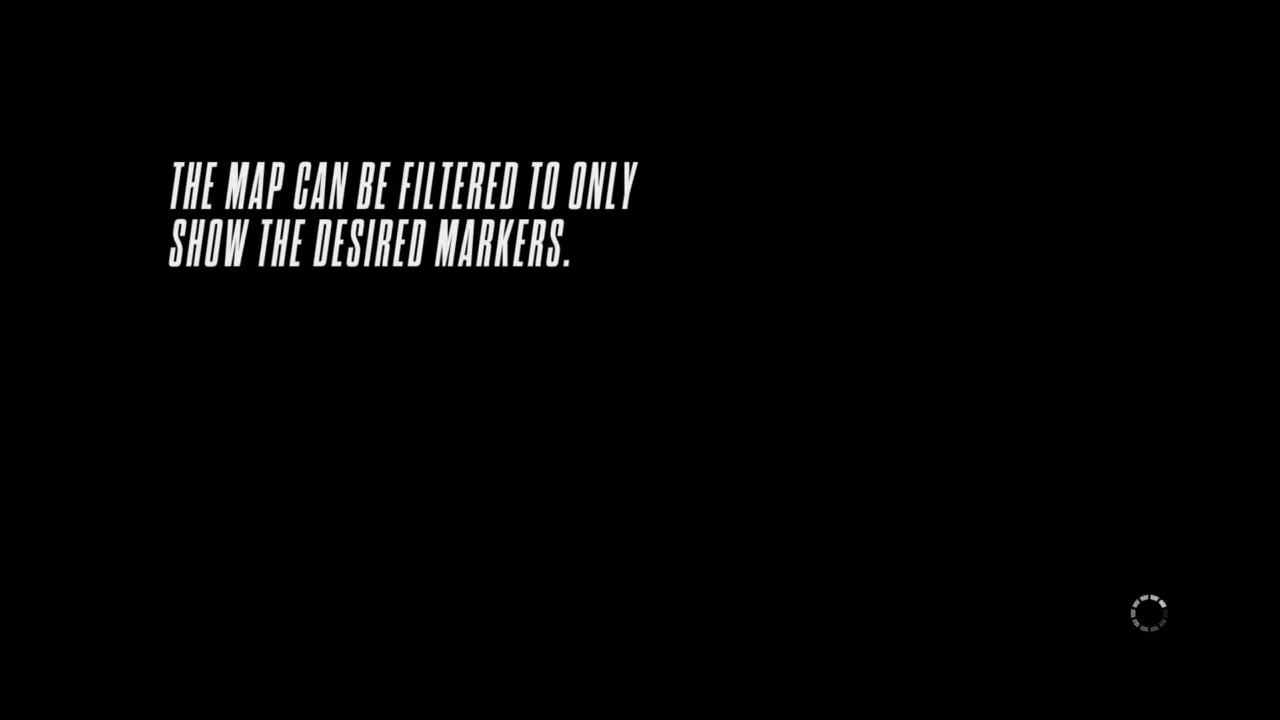 THE MAP CAN BE FILTERED TO ONLY
SHOW THE DESIRED MARKERS.